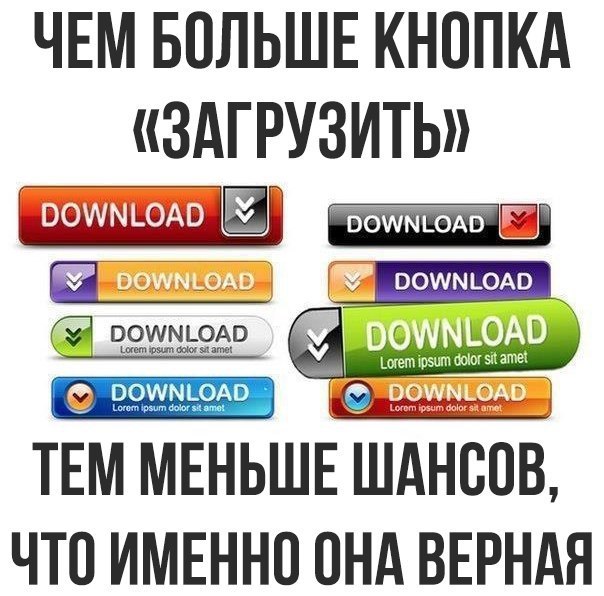 ЧЕМ БОЛЬШЕ КНОПКА
«ЗАГРУЗИТЬ»
DOWNLOAD
DOWNLOAD
DOWNLOAD
DOWNLOAD
DOWNLOAD
Lorem ipsum dolor sit amet
DOWNLOAD
Lorem ipsum dolor sit amet
DOWNLOAD
Lorem ipsum dolor sit amet
DOWNLOAD
Lorem ipsum dolor sit amet
ТЕМ МЕНЬШЕ ШАНСОВ,
ЧТО ИМЕННО ОНА ВЕРНАЯ